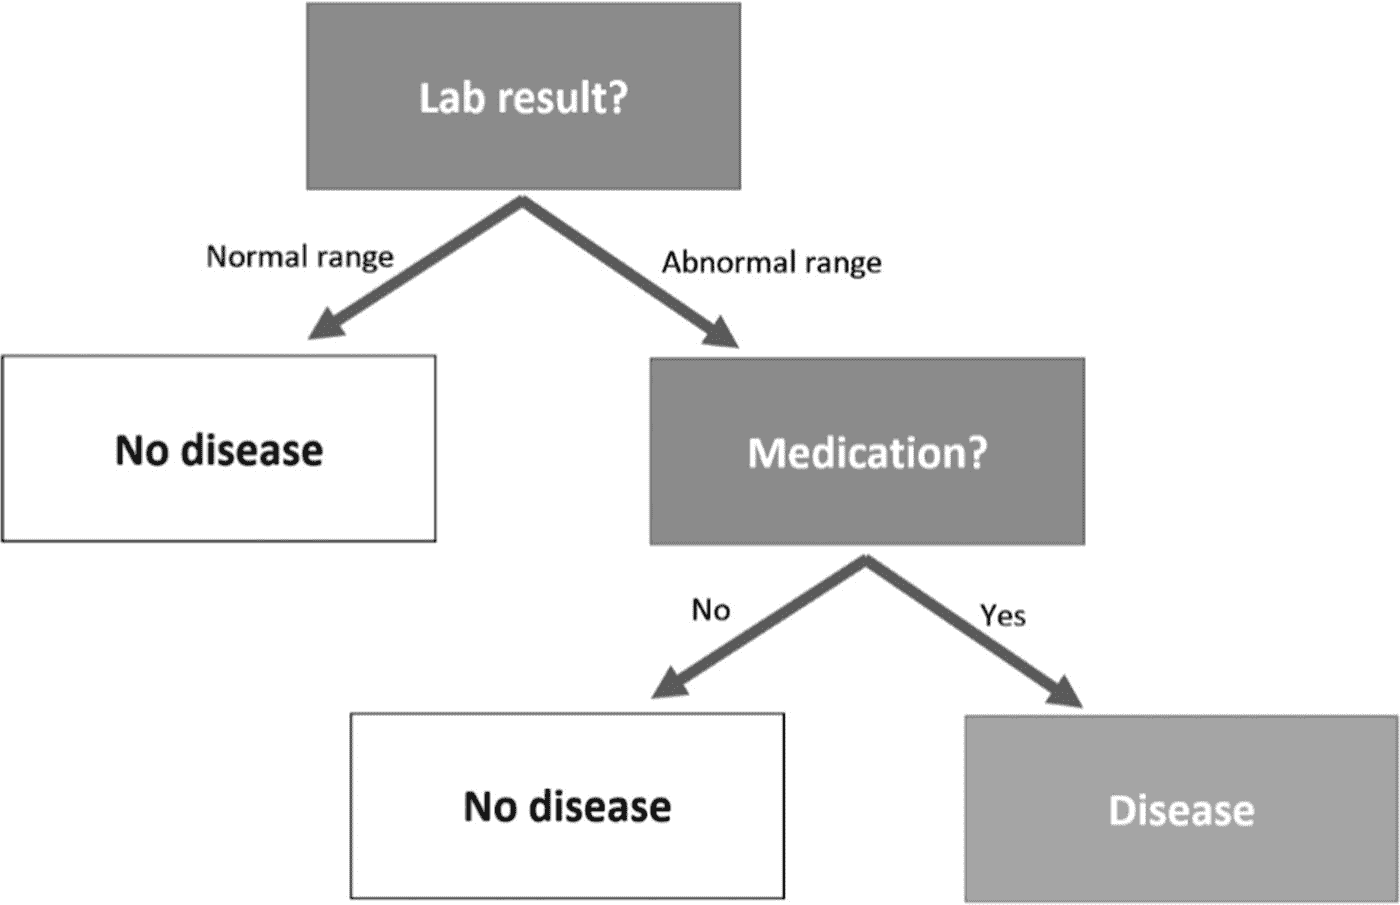 Lab result?
Normal range
Abnormal range
No disease
Medication?
No
Yes
No disease
Disease